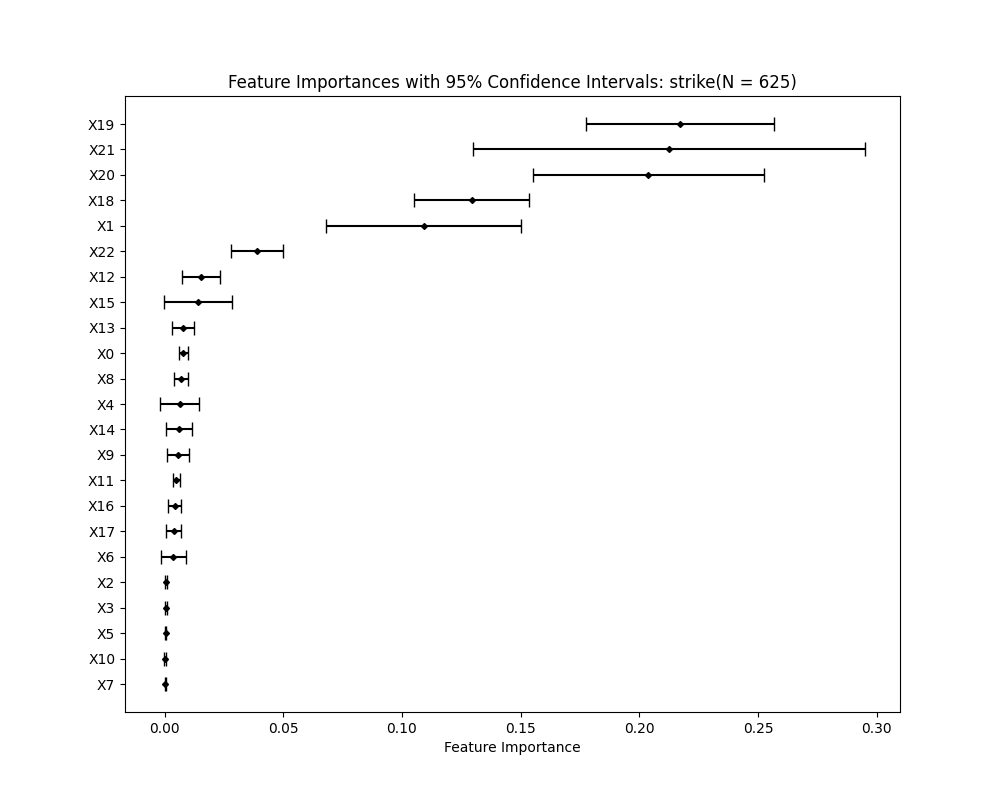 Feature Importances with 95% Confidence Intervals: strike(N = 625)
X19
X21
X20
X18
X1
X22
X12
X15
X13
X0
X8
X4
X14
X9
X11
X16
X17
X6
X2
X3
X5
X10
X7
0.00 0.05 0.10 0.15 0.20 0.25 0.30
Feature Importance